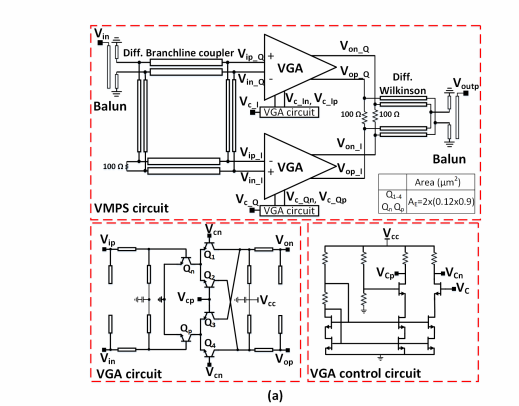 Vin
Diff. Branchline coupler
Vip_Q
Von_Q
+
VGA
-
Vin_Q
Vop_Q
Diff.
Wilkinson
Voutp
Balun
Vc_I
Vc_In, Vc_Ip
VGA circuit
100 Ω
100 Ω
Von_I
Balun
Vip_I
+
VGA
-
100 Ω
Vin_I
Vop_I
Vc_Q
Vc_Qn, Vc_Qp
VGA circuit
VMPS circuit
Area (µm²)
Q1-4
Qn Qp
AE=2x(0.12x0.9)
Vcn
Vip
Q1
Von
Qn
Q2
Vcp
Vcc
Q3
Qp
Q4
Vin
Vcn
Vop
VGA circuit
Vcc
VCp
VCn
VC
VGA control circuit
(a)